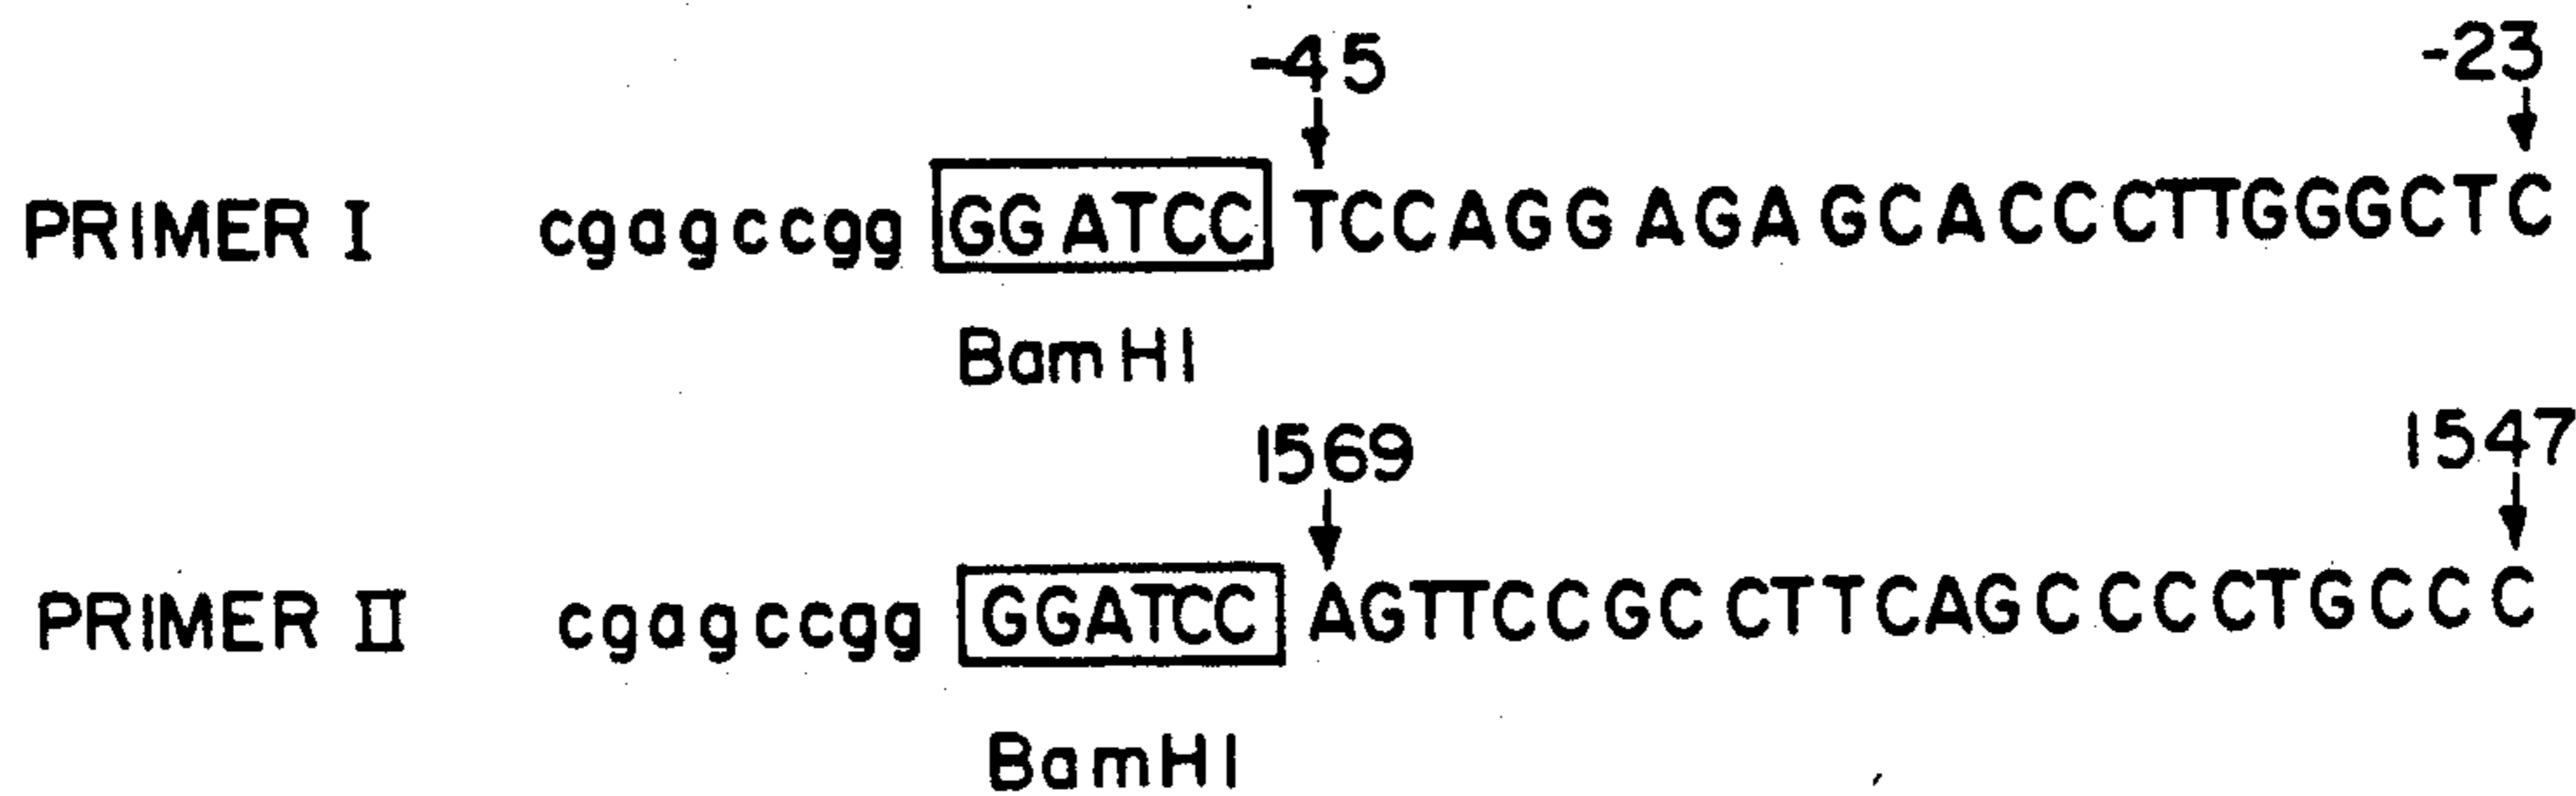 -45 -23
PRIMER I cgagccgg GGATCC TCCAGGAGAGCACCCTTGGGCTC
BamHI
1569 1547
PRIMER II cgagccgg GGATCC AGTTCCGCCTTCAGCCCCTGCCC
BamHI